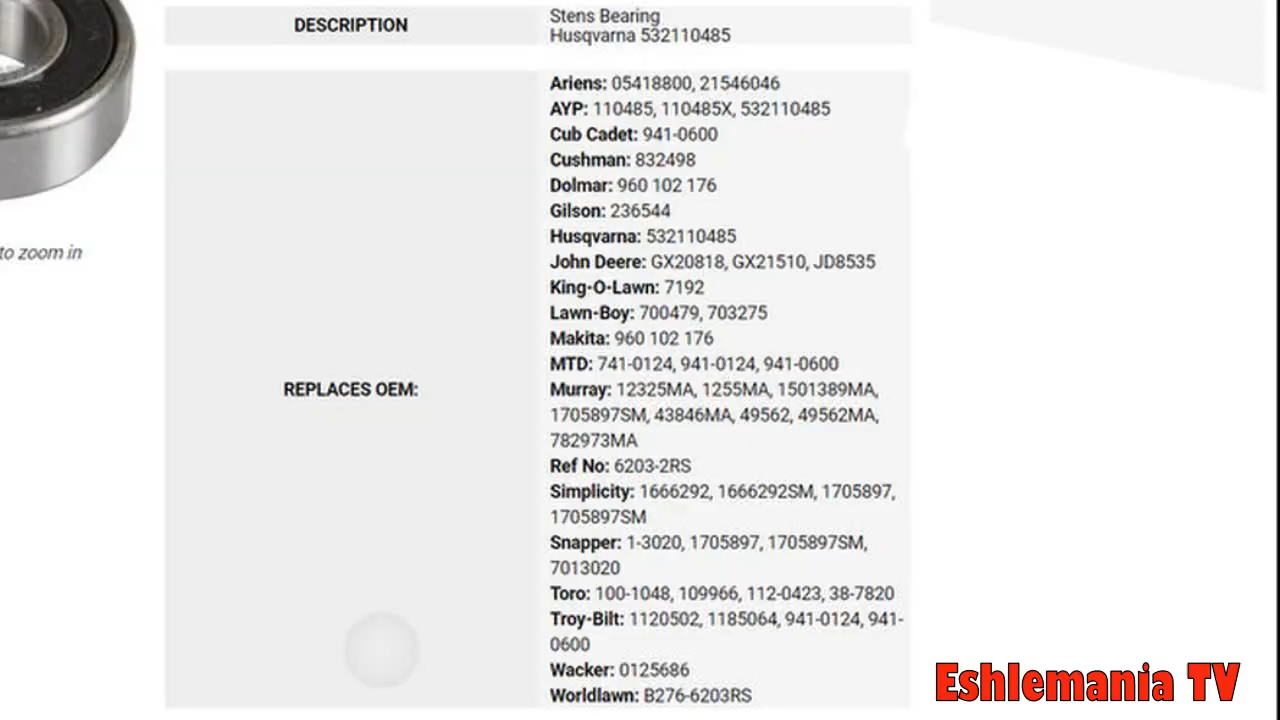 DESCRIPTION
Stens Bearing
Husqvarna 532110485
to zoom in
REPLACES OEM:
Ariens: 05418800, 21546046
AYP: 110485, 110485X, 532110485
Cub Cadet: 941-0600
Cushman: 832498
Dolmar: 960 102 176
Gilson: 236544
Husqvarna: 532110485
John Deere: GX20818, GX21510, JD8535
King-O-Lawn: 7192
Lawn-Boy: 700479, 703275
Makita: 960 102 176
MTD: 741-0124, 941-0124, 941-0600
Murray: 12325MA, 1255MA, 1501389MA,
1705897SM, 43846MA, 49562, 49562MA,
782973MA
Ref No: 6203-2RS
Simplicity: 1666292, 1666292SM, 1705897,
1705897SM
Snapper: 1-3020, 1705897, 1705897SM,
7013020
Toro: 100-1048, 109966, 112-0423, 38-7820
Troy-Bilt: 1120502, 1185064, 941-0124, 941-
0600
Wacker: 0125686
Worldlawn: B276-6203RS
Eshlemania TV